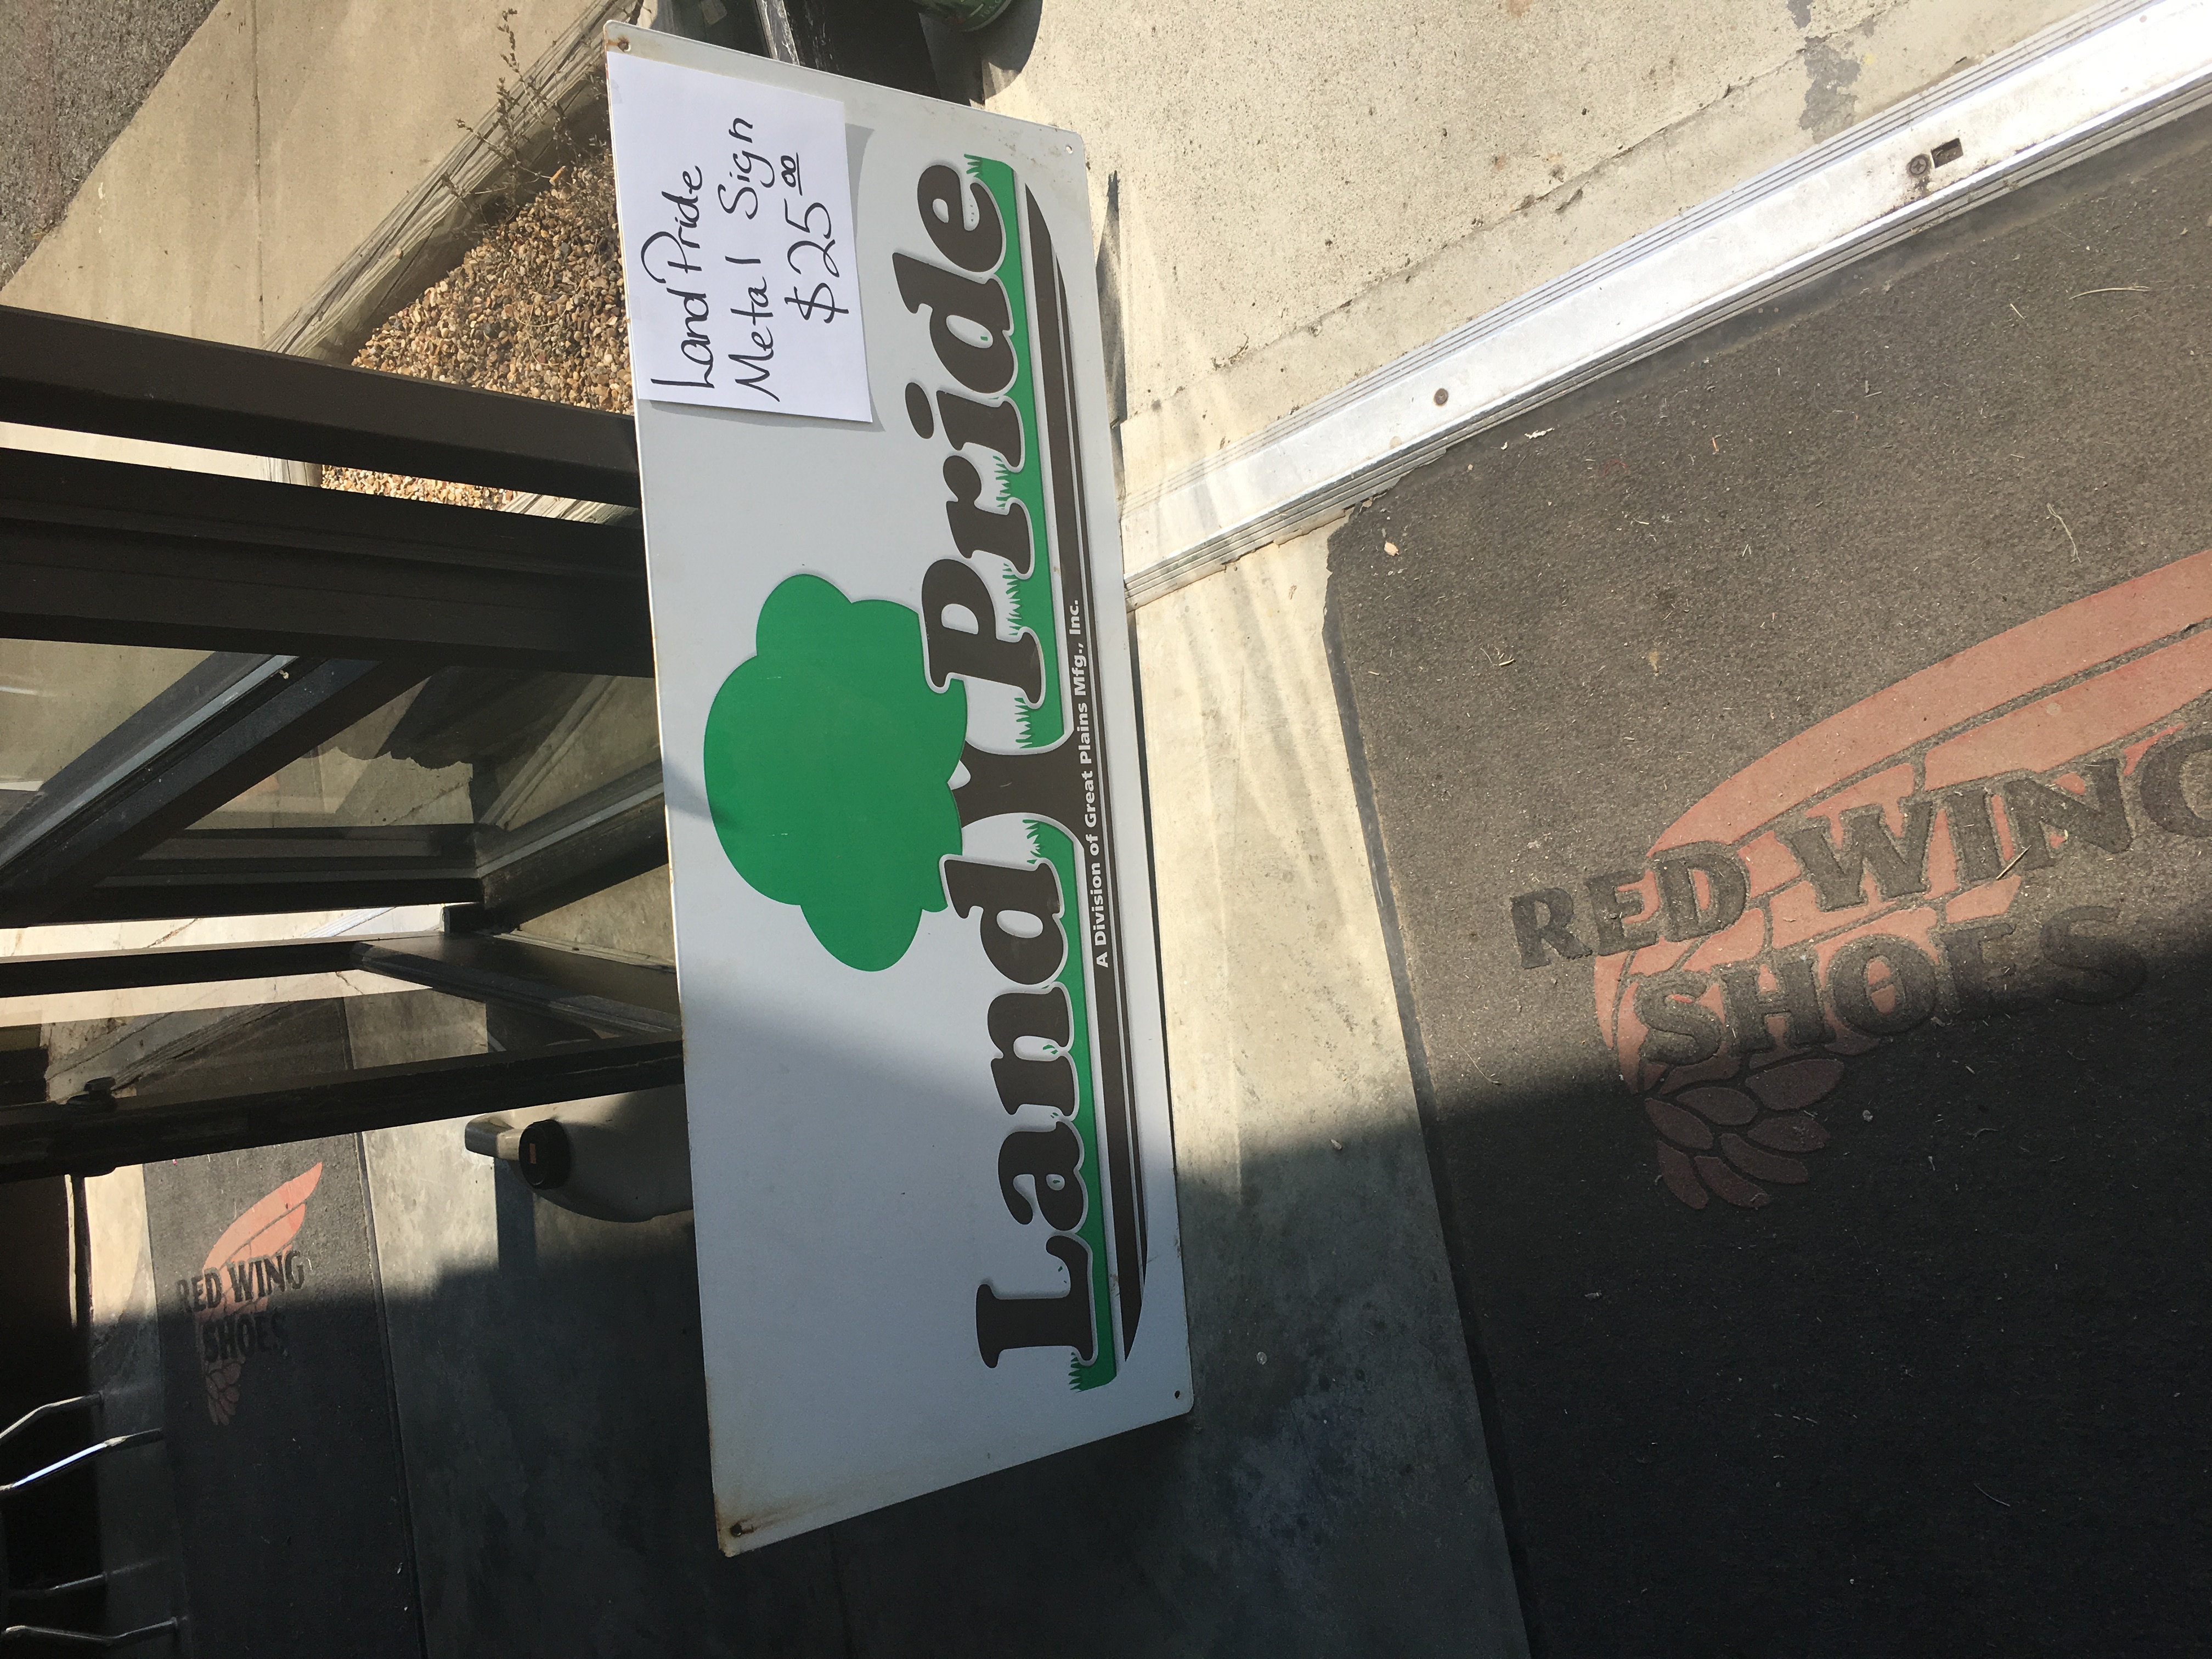 Land Pride
Metal Sign
$25.00
Land Pride
A Division of Great Plains Mfg., Inc.
RED WING
SHOES
RED WING
SHOES